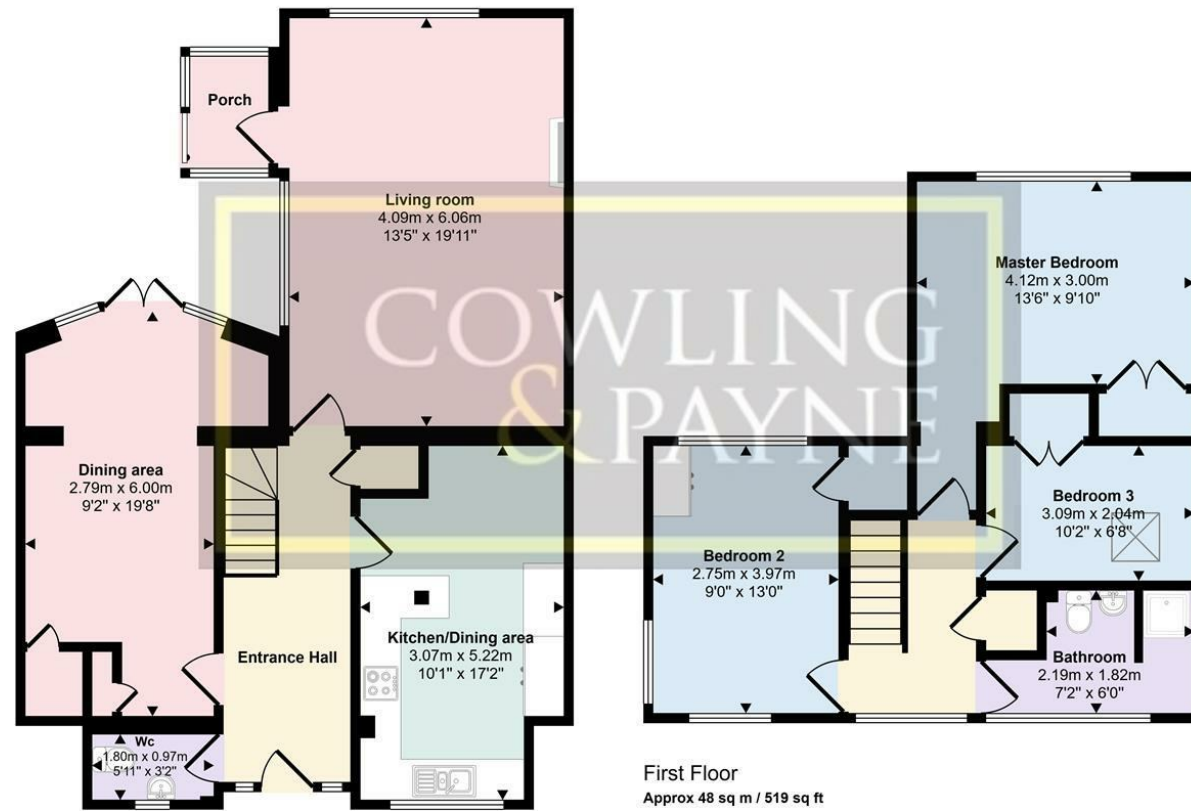 Porch
Living room
4.09m x 6.06m
13'5" x 19'11"
Dining area
2.79m x 6.00m
9'2" x 19'8"
Entrance Hall
Kitchen/Dining area
3.07m x 5.22m
10'1" x 17'2"
Wc
1.80m x 0.97m
5'11" x 3'2"
COWLING
& PAYNE
Master Bedroom
4.12m x 3.00m
13'6" x 9'10"
Bedroom 3
3.09m x 2.04m
10'2" x 6'8"
Bedroom 2
2.75m x 3.97m
9'0" x 13'0"
Bathroom
2.19m x 1.82m
7'2" x 6'0"
First Floor
Approx 48 sq m / 519 sq ft